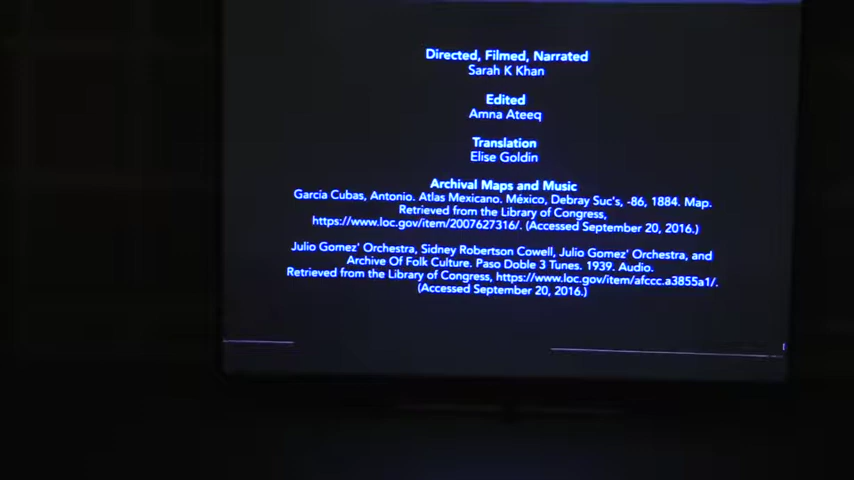 Directed, Filmed, Narrated
Sarah K Khan
Edited
Amna Ateeq
Translation
Elise Goldin
Archival Maps and Music
García Cubas, Antonio. Atlas Mexicano. México, Debray Suc's, -86, 1884. Map.
Retrieved from the Library of Congress,
https://www.loc.gov/item/2007627316/. (Accessed September 20, 2016.)
Julio Gomez' Orchestra, Sidney Robertson Cowell, Julio Gomez' Orchestra, and
Archive Of Folk Culture. Paso Doble 3 Tunes. 1939. Audio.
Retrieved from the Library of Congress, https://www.loc.gov/item/afccc.a3855a1/.
(Accessed September 20, 2016.)